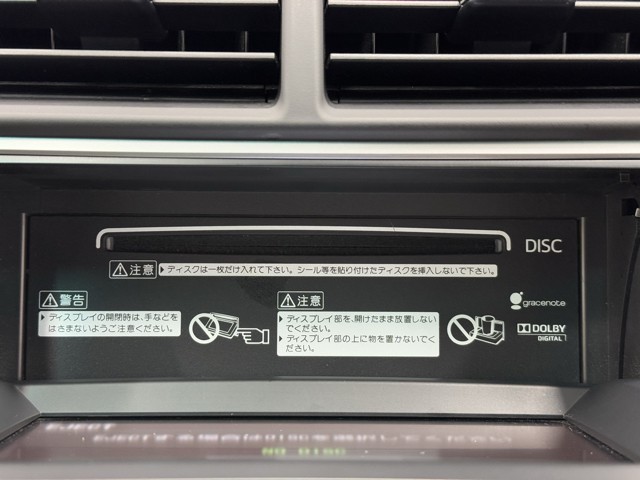 DISC
注意 ディスクは一枚だけ入れて下さい。シール等を貼り付けたディスクを挿入しないで下さい。
警告
ディスプレイの開閉時は、手などを
はさまないようご注意ください。
注意
ディスプレイ部を、開けたまま放置しない
でください。
ディスプレイ部の上に物を置かないでく
ださい。
gracenote
DOLBY
DIGITAL
NO DISC